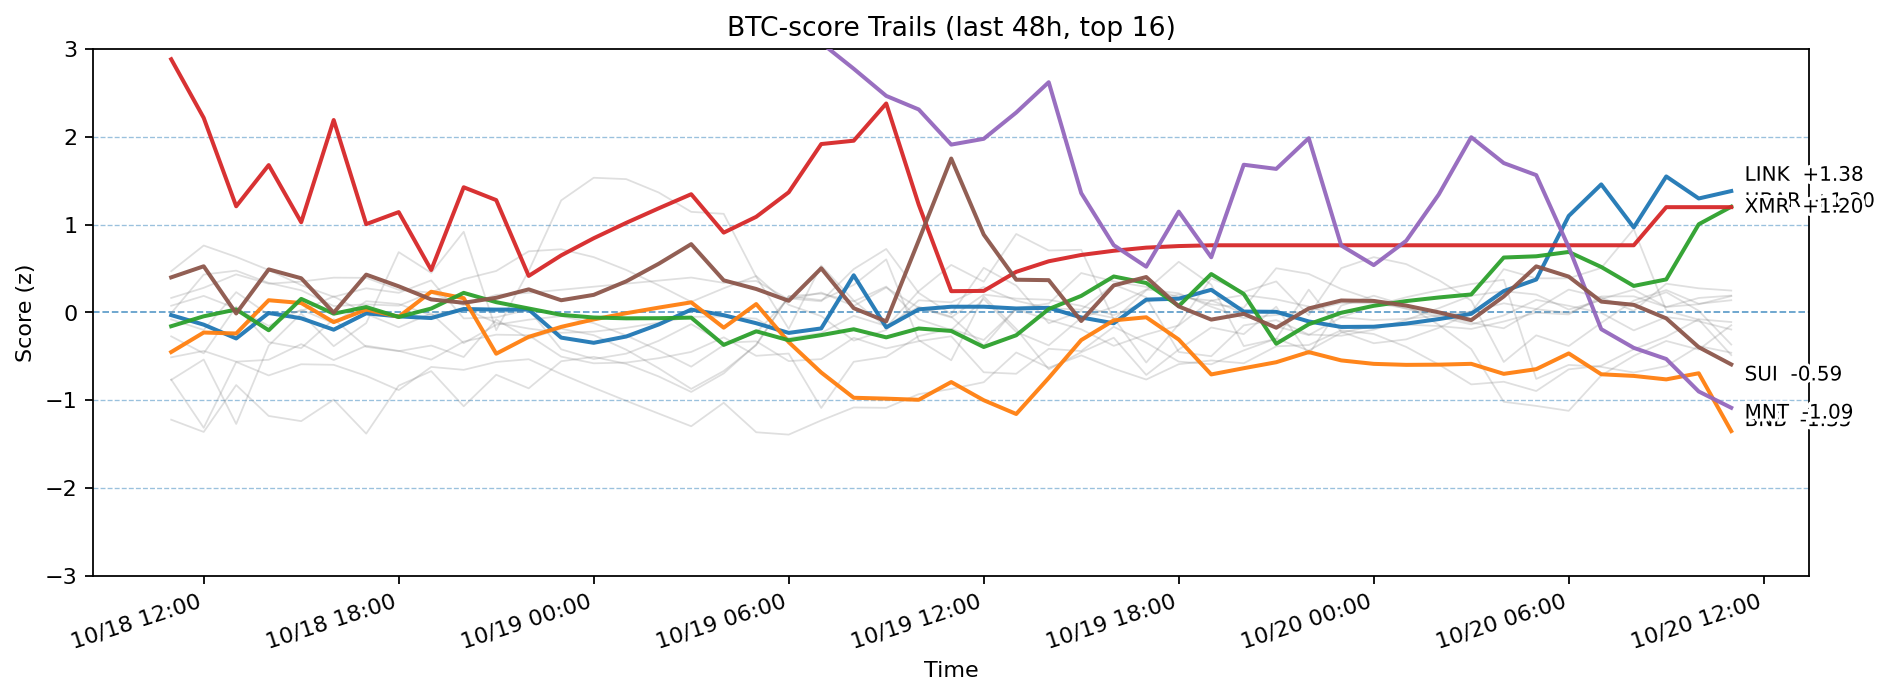 BTC-score Trails (last 48h, top 16)
Score (z)
3
2
1
0
−1
−2
−3
LINK +1.38
XMR +1.20
SUI -0.59
MNT -1.09
10/18 12:00
10/18 18:00
10/19 00:00
10/19 06:00
10/19 12:00
10/19 18:00
10/20 00:00
10/20 06:00
10/20 12:00
Time